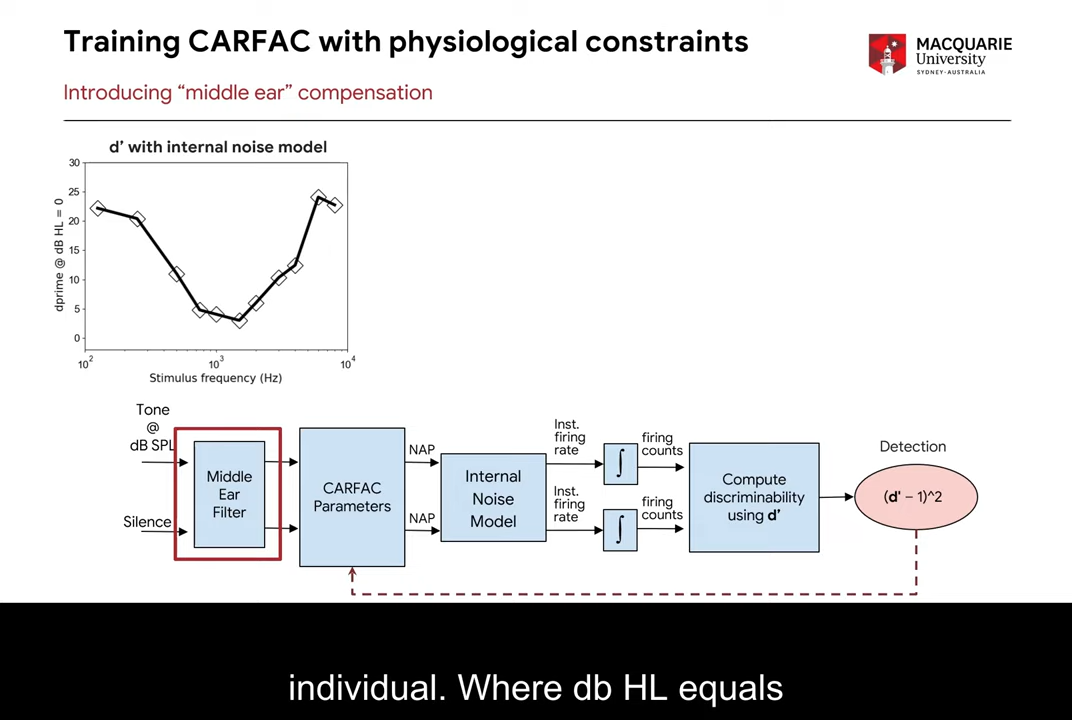 Training CARFAC with physiological constraints
MACQUARIE
University
SYDNEY·AUSTRALIA
Introducing “middle ear” compensation
d’ with internal noise model
30
25
20
15
10
5
0
dprime @ dB HL = 0
10^2
10^3
10^4
Stimulus frequency (Hz)
Tone
@
dB SPL
Silence
Middle
Ear
Filter
CARFAC
Parameters
NAP
NAP
Internal
Noise
Model
Inst.
firing
rate
Inst.
firing
rate
∫
∫
firing
counts
firing
counts
Compute
discriminability
using d’
Detection
(d' – 1)^2
individual. Where db HL equals